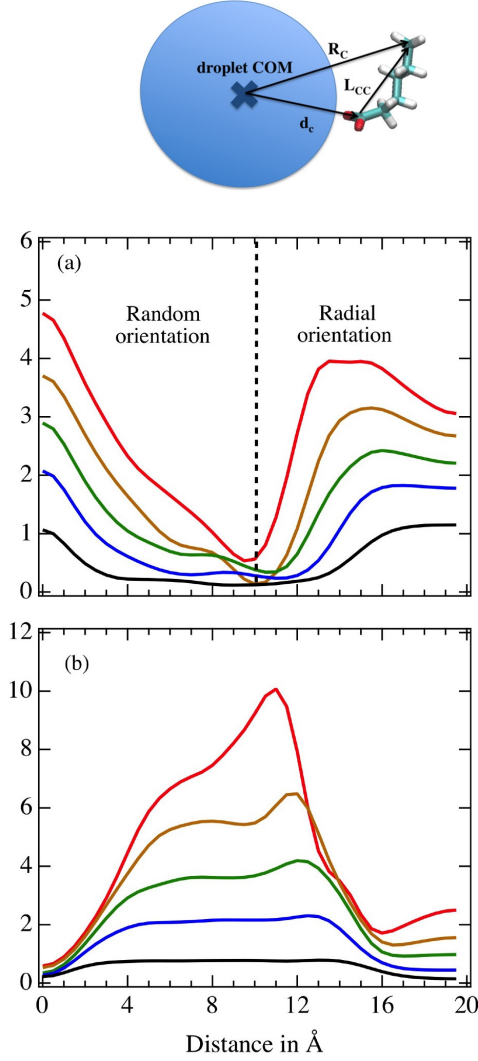 R_C
droplet COM
L_CC
d_c
6
(a)
5
Random
orientation
Radial
orientation
4
3
2
1
0
12
(b)
10
8
6
4
2
0
0
4
8
12
16
20
Distance in Å